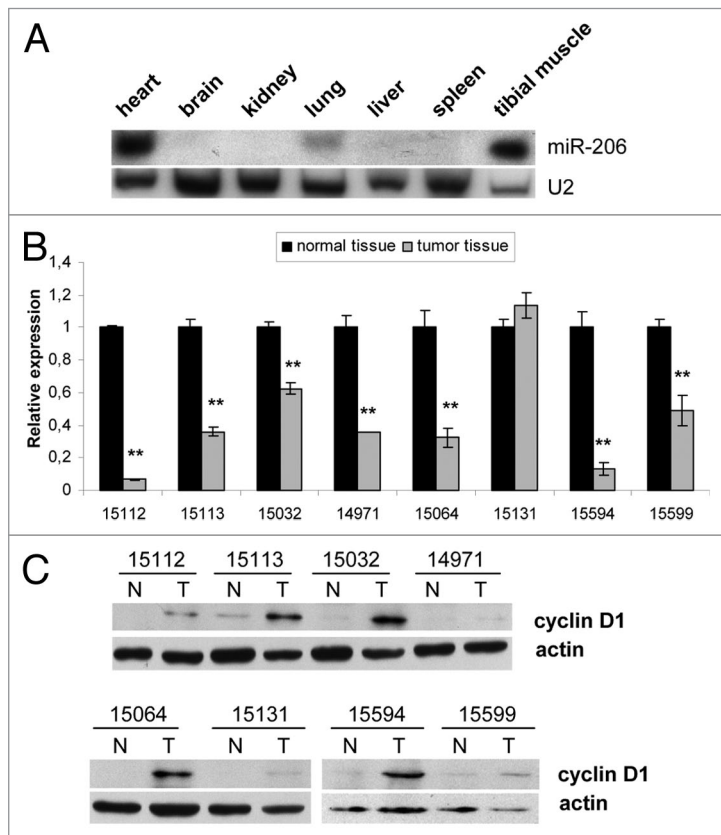 A
heart brain kidney lung liver spleen tibial muscle
miR-206
U2
B
normal tissue tumor tissue
Relative expression
1,4
1,2
1
0,8
0,6
0,4
0,2
0
** ** ** ** ** ** **
15112 15113 15032 14971 15064 15131 15594 15599
C
15112 15113 15032 14971
N T N T N T N T
cyclin D1
actin
15064 15131 15594 15599
N T N T N T N T
cyclin D1
actin